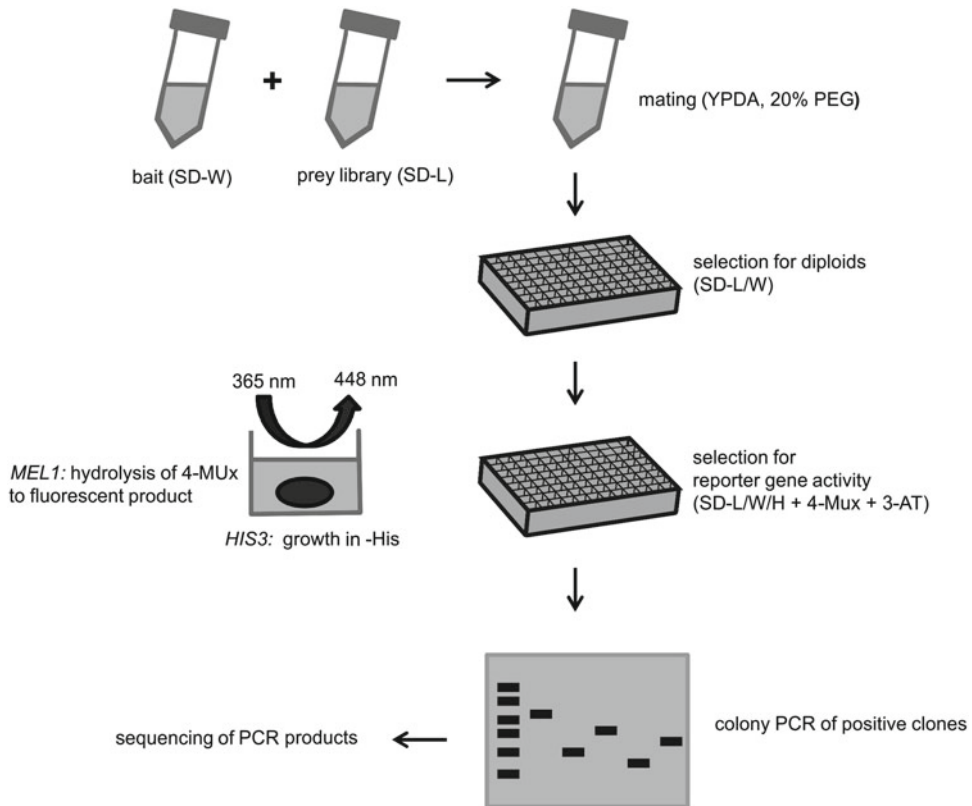 mating (YPDA, 20% PEG)
bait (SD-W)
prey library (SD-L)
selection for diploids
(SD-L/W)
365 nm
448 nm
MEL1: hydrolysis of 4-MUx
to fluorescent product
HIS3: growth in -His
selection for
reporter gene activity
(SD-L/W/H + 4-Mux + 3-AT)
colony PCR of positive clones
sequencing of PCR products